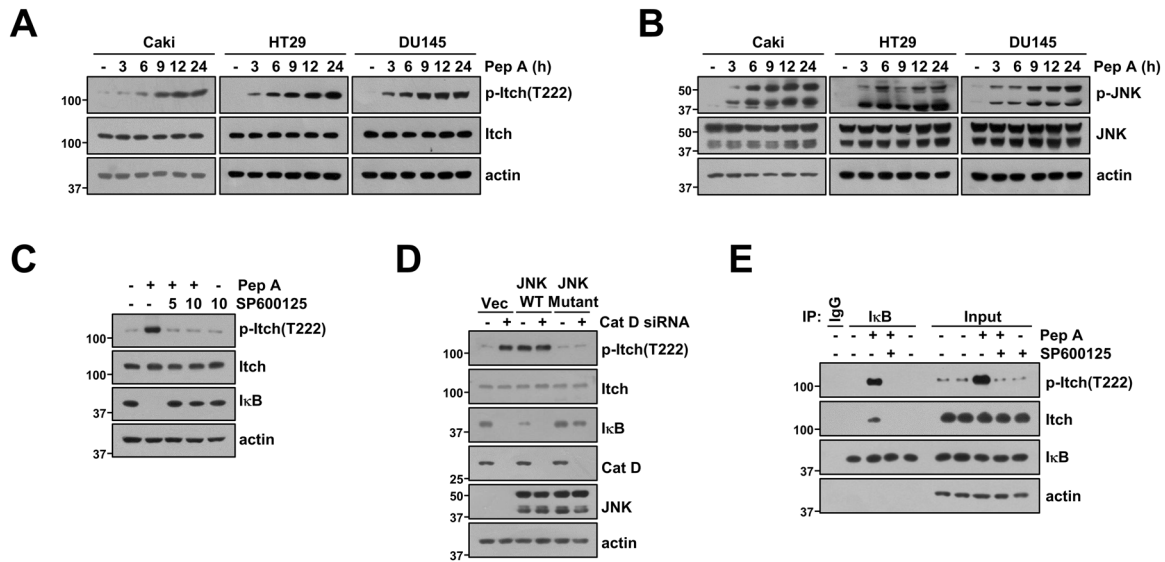 A
Caki HT29 DU145
- 3 6 9 12 24 - 3 6 9 12 24 - 3 6 9 12 24 Pep A (h)
100 p-Itch(T222)
100 Itch
37 actin
B
Caki HT29 DU145
- 3 6 9 12 24 - 3 6 9 12 24 - 3 6 9 12 24 Pep A (h)
50
37 p-JNK
50
37 JNK
37 actin
C
- + + + - Pep A
- - 5 10 10 SP600125
100 p-Itch(T222)
100 Itch
37 IκB
37 actin
D
Vec JNK WT JNK Mutant
- + - + - + Cat D siRNA
100 p-Itch(T222)
100 Itch
37 IκB
25 Cat D
50
37 JNK
37 actin
E
IP: IgG IκB Input
- - + + - - - + + - Pep A
- - - + - - - - + + SP600125
100 p-Itch(T222)
100 Itch
37 IκB
37 actin